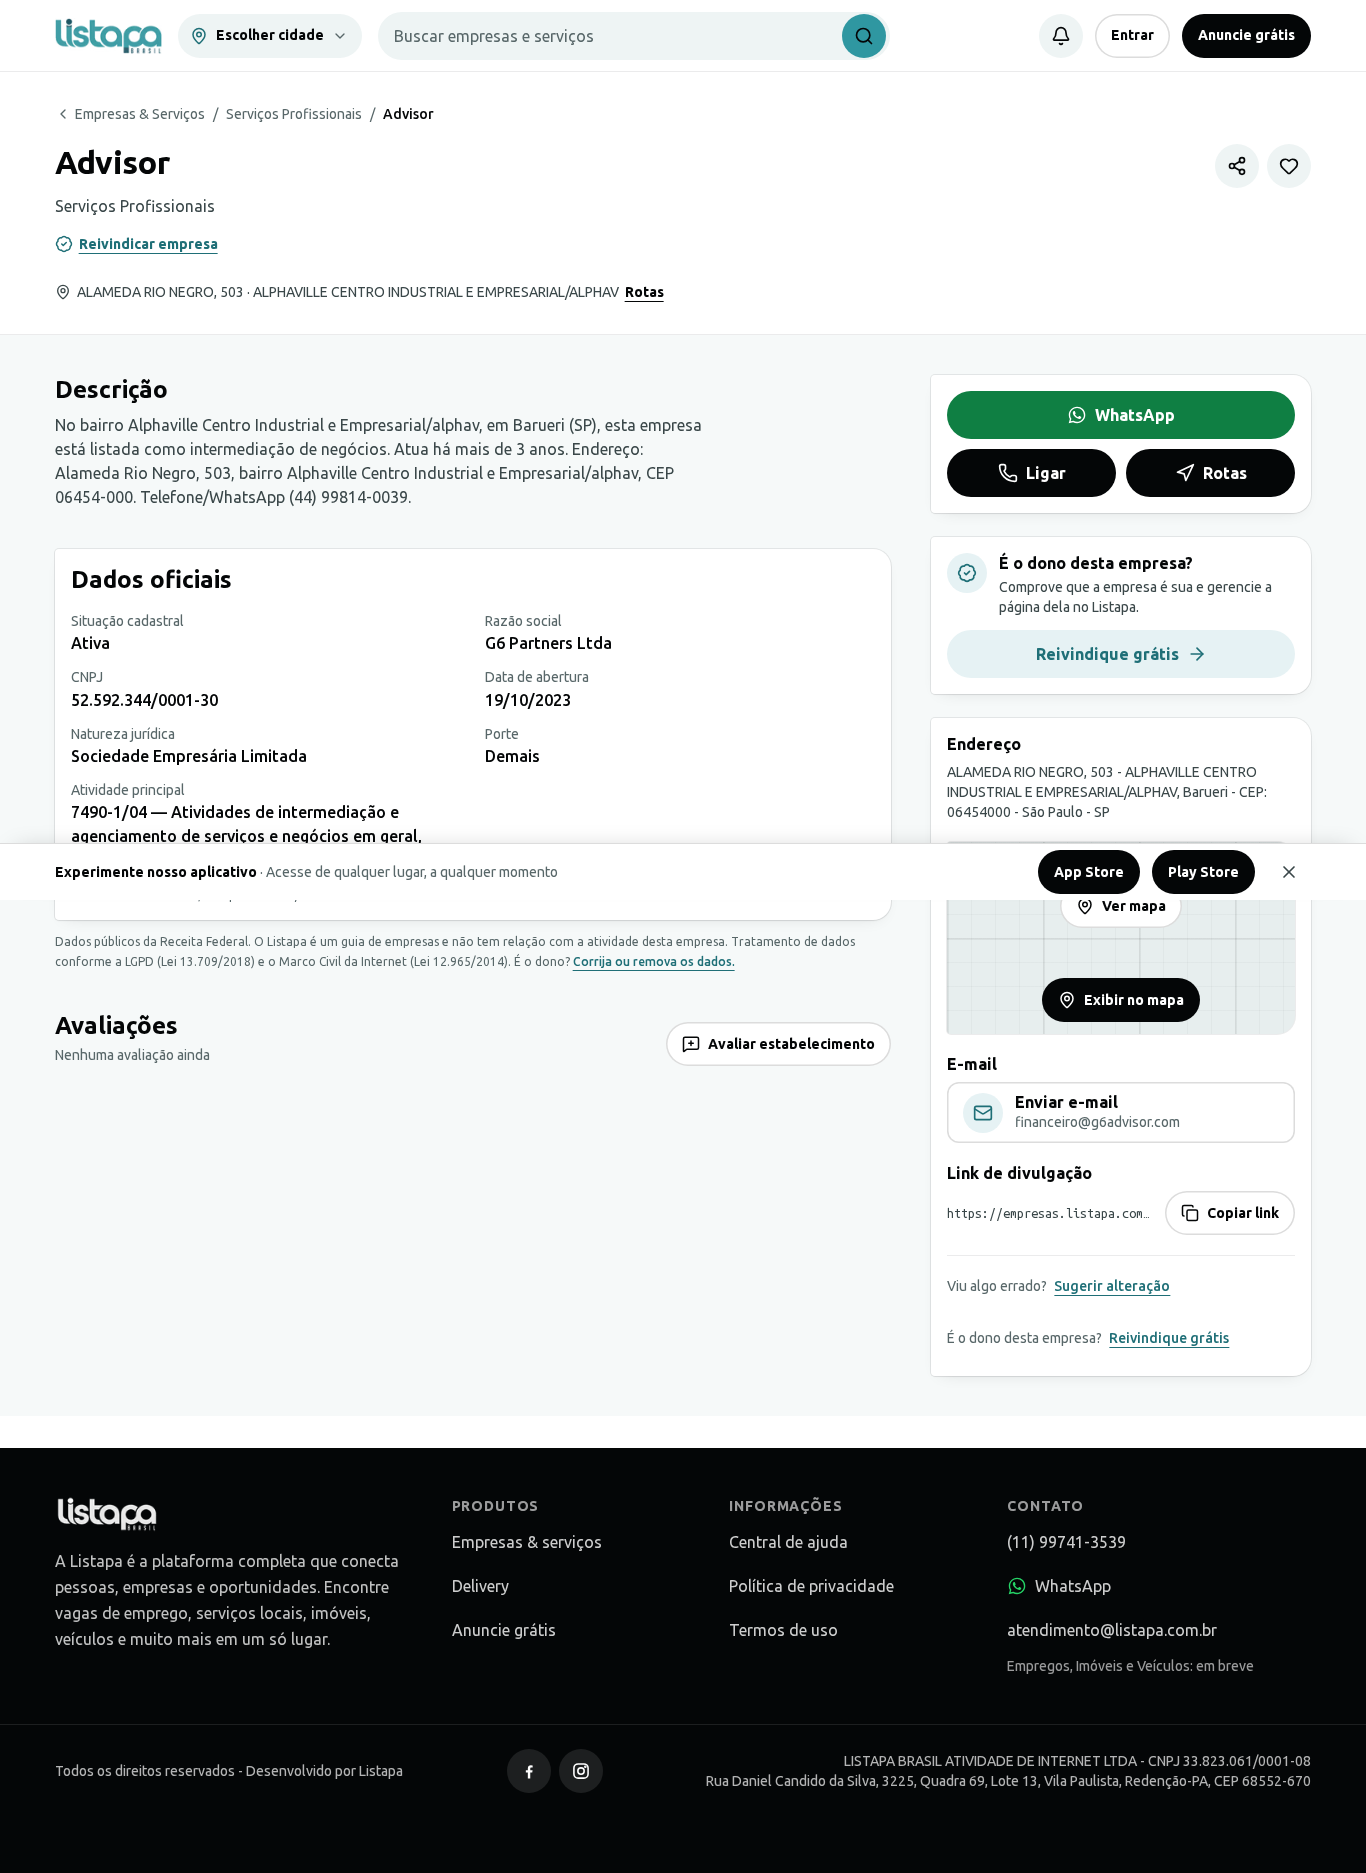 listapa
BRASIL
Escolher cidade
Buscar empresas e serviços
Entrar
Anuncie grátis
Empresas & Serviços / Serviços Profissionais / Advisor
Advisor
Serviços Profissionais
Reivindicar empresa
ALAMEDA RIO NEGRO, 503 · ALPHAVILLE CENTRO INDUSTRIAL E EMPRESARIAL/ALPHAV Rotas
Descrição
No bairro Alphaville Centro Industrial e Empresarial/alphav, em Barueri (SP), esta empresa
está listada como intermediação de negócios. Atua há mais de 3 anos. Endereço:
Alameda Rio Negro, 503, bairro Alphaville Centro Industrial e Empresarial/alphav, CEP
06454-000. Telefone/WhatsApp (44) 99814-0039.
Dados oficiais
Situação cadastral
Ativa
Razão social
G6 Partners Ltda
CNPJ
52.592.344/0001-30
Data de abertura
19/10/2023
Natureza jurídica
Sociedade Empresária Limitada
Porte
Demais
Atividade principal
7490-1/04 — Atividades de intermediação e
agenciamento de serviços e negócios em geral,
Dados públicos da Receita Federal. O Listapa é um guia de empresas e não tem relação com a atividade desta empresa. Tratamento de dados
conforme a LGPD (Lei 13.709/2018) e o Marco Civil da Internet (Lei 12.965/2014). É o dono? Corrija ou remova os dados.
Avaliações
Nenhuma avaliação ainda
Avaliar estabelecimento
WhatsApp
Ligar
Rotas
É o dono desta empresa?
Comprove que a empresa é sua e gerencie a
página dela no Listapa.
Reivindique grátis
Endereço
ALAMEDA RIO NEGRO, 503 - ALPHAVILLE CENTRO
INDUSTRIAL E EMPRESARIAL/ALPHAV, Barueri - CEP:
06454000 - São Paulo - SP
Experimente nosso aplicativo · Acesse de qualquer lugar, a qualquer momento
App Store
Play Store
Ver mapa
Exibir no mapa
E-mail
Enviar e-mail
financeiro@g6advisor.com
Link de divulgação
https://empresas.listapa.com…
Copiar link
Viu algo errado? Sugerir alteração
É o dono desta empresa? Reivindique grátis
listapa
BRASIL
A Listapa é a plataforma completa que conecta
pessoas, empresas e oportunidades. Encontre
vagas de emprego, serviços locais, imóveis,
veículos e muito mais em um só lugar.
PRODUTOS
Empresas & serviços
Delivery
Anuncie grátis
INFORMAÇÕES
Central de ajuda
Política de privacidade
Termos de uso
CONTATO
(11) 99741-3539
WhatsApp
atendimento@listapa.com.br
Empregos, Imóveis e Veículos: em breve
Todos os direitos reservados - Desenvolvido por Listapa
LISTAPA BRASIL ATIVIDADE DE INTERNET LTDA - CNPJ 33.823.061/0001-08
Rua Daniel Candido da Silva, 3225, Quadra 69, Lote 13, Vila Paulista, Redenção-PA, CEP 68552-670